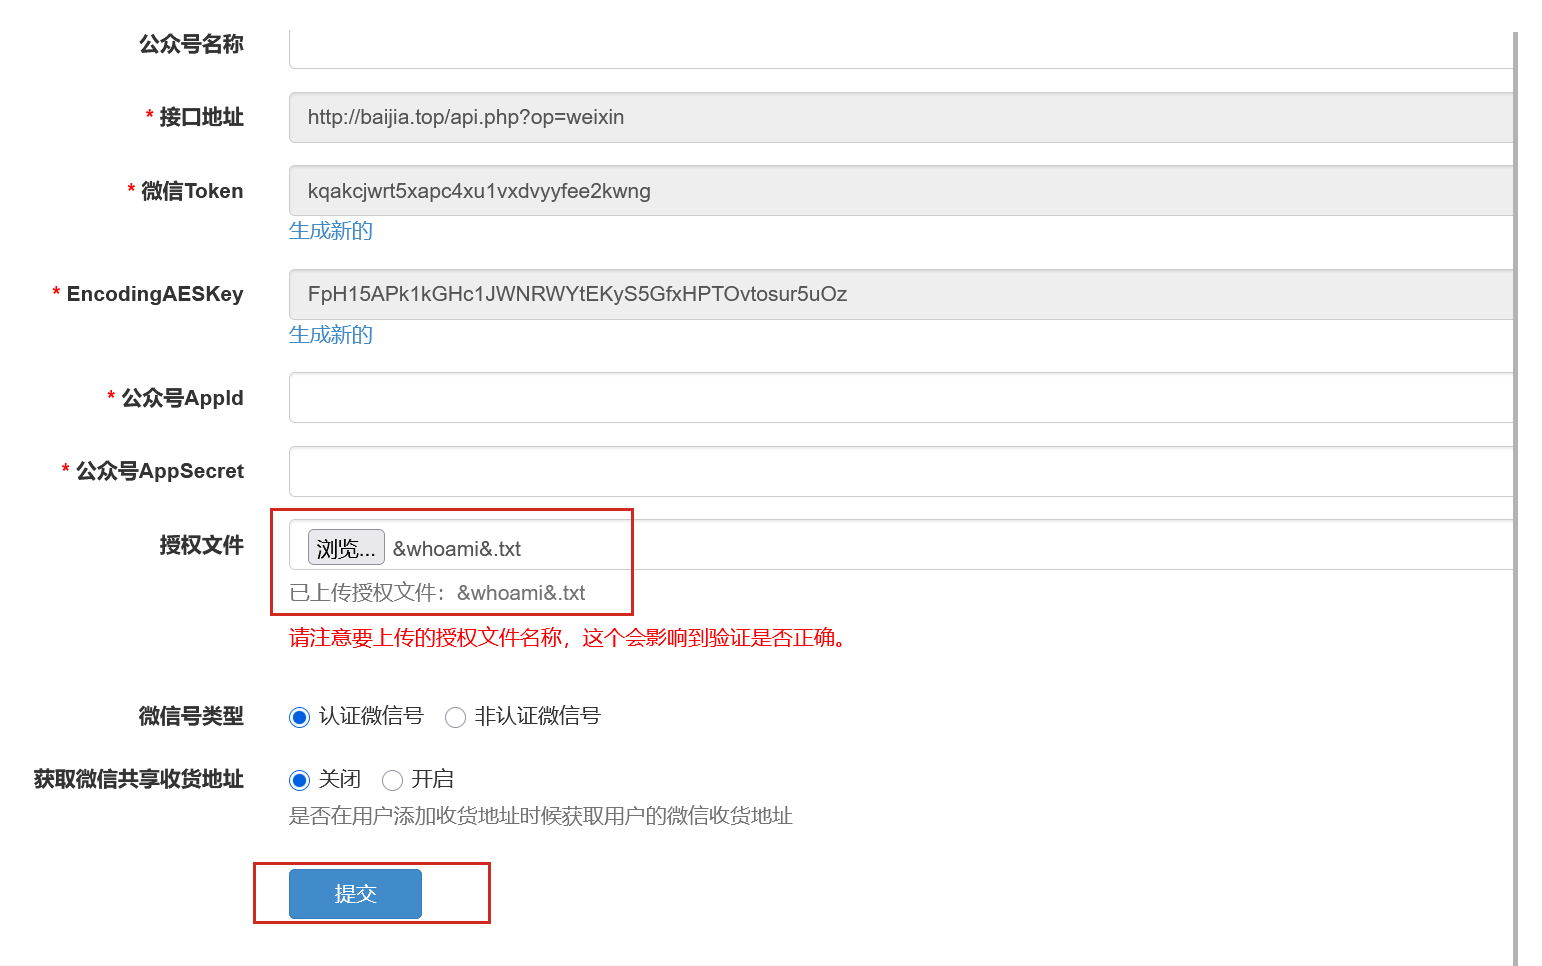 公众号名称
* 接口地址 http://baijia.top/api.php?op=weixin
* 微信Token kqakcjwrt5xapc4xu1vxdvyyfee2kwng
生成新的
* EncodingAESKey FpH15APk1kGHc1JWNRWYtEKyS5GfxHPTOvtosur5uOz
生成新的
* 公众号AppId
* 公众号AppSecret
授权文件 浏览... &whoami&.txt
已上传授权文件：&whoami&.txt
请注意要上传的授权文件名称，这个会影响到验证是否正确。
微信号类型 认证微信号 非认证微信号
获取微信共享收货地址 关闭 开启
是否在用户添加收货地址时候获取用户的微信收货地址
提交